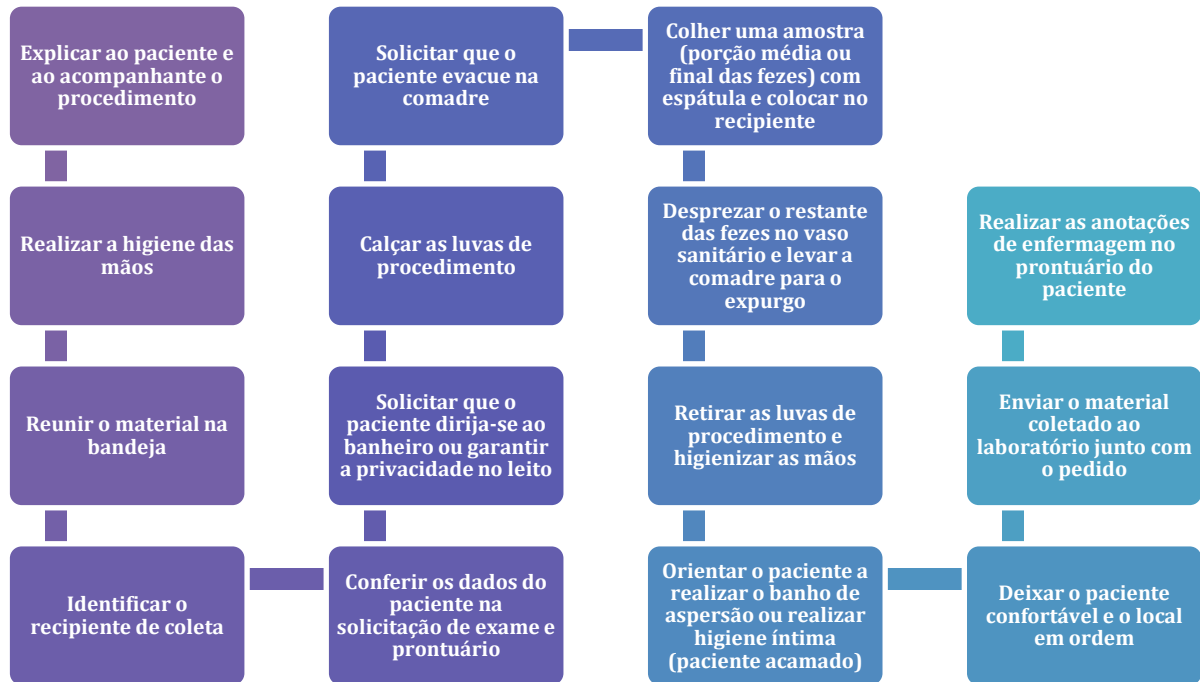 Explicar ao paciente e
ao acompanhante o
procedimento
Realizar a higiene das
mãos
Reunir o material na
bandeja
Identificar o
recipiente de coleta
Conferir os dados do
paciente na
solicitação de exame e
prontuário
Solicitar que o
paciente dirija-se ao
banheiro ou garantir
a privacidade no leito
Calçar as luvas de
procedimento
Solicitar que o
paciente evacue na
comadre
Colher uma amostra
(porção média ou
final das fezes) com
espátula e colocar no
recipiente
Desprezar o restante
das fezes no vaso
sanitário e levar a
comadre para o
expurgo
Retirar as luvas de
procedimento e
higienizar as mãos
Orientar o paciente a
realizar o banho de
aspersão ou realizar
higiene íntima
(paciente acamado)
Deixar o paciente
confortável e o local
em ordem
Enviar o material
coletado ao
laboratório junto com
o pedido
Realizar as anotações
de enfermagem no
prontuário do
paciente